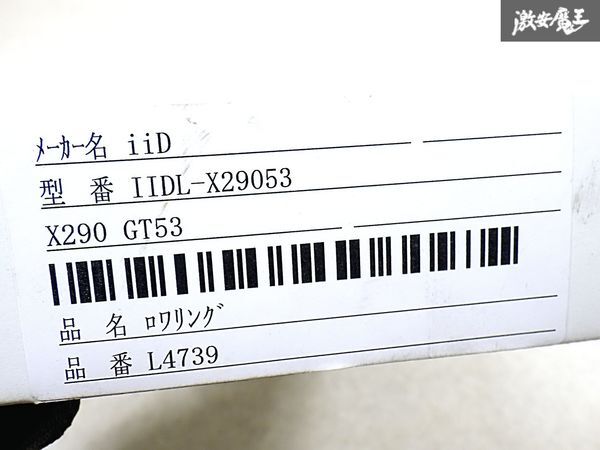 激安魔王
ﾒｰｶｰ名 iiD
型 番 IIDL-X29053
X290 GT53
品 名 ﾛﾜﾘﾝｸﾞ
品 番 L4739